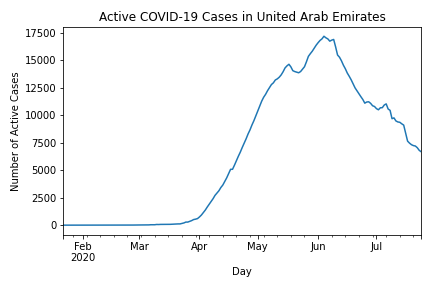 Active COVID-19 Cases in United Arab Emirates
Number of Active Cases
17500
15000
12500
10000
7500
5000
2500
0
Feb Mar Apr May Jun Jul
2020
Day